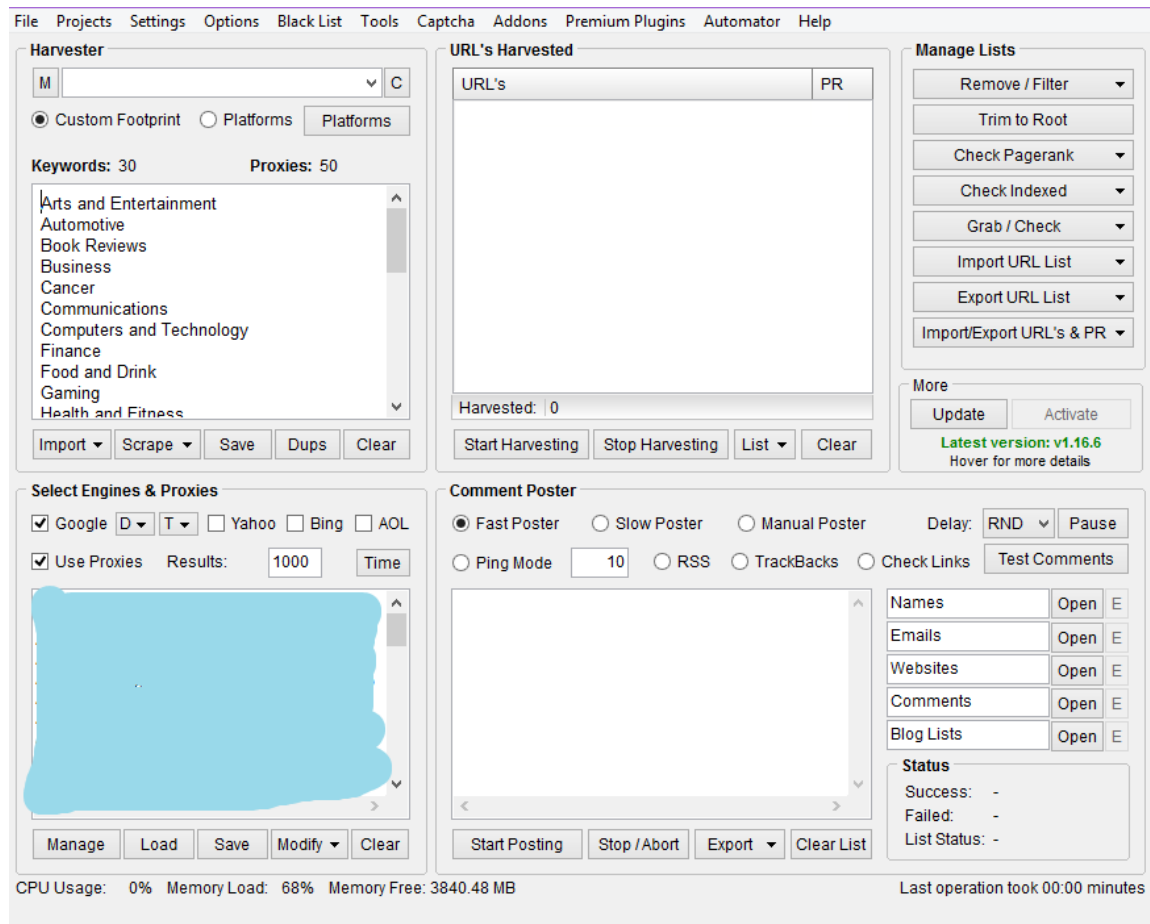 File Projects Settings Options Black List Tools Captcha Addons Premium Plugins Automator Help
Harvester
M
C
Custom Footprint Platforms Platforms
Keywords: 30 Proxies: 50
Arts and Entertainment
Automotive
Book Reviews
Business
Cancer
Communications
Computers and Technology
Finance
Food and Drink
Gaming
Health and Fitness
Import Scrape Save Dups Clear
URL's Harvested
URL's PR
Harvested: 0
Start Harvesting Stop Harvesting List Clear
Manage Lists
Remove / Filter
Trim to Root
Check Pagerank
Check Indexed
Grab / Check
Import URL List
Export URL List
Import/Export URL's & PR
More
Update Activate
Latest version: v1.16.6
Hover for more details
Select Engines & Proxies
Google D T Yahoo Bing AOL
Use Proxies Results: 1000 Time
Manage Load Save Modify Clear
Comment Poster
Fast Poster Slow Poster Manual Poster Delay: RND Pause
Ping Mode 10 RSS TrackBacks Check Links Test Comments
Names Open E
Emails Open E
Websites Open E
Comments Open E
Blog Lists Open E
Status
Success: -
Failed: -
List Status: -
Start Posting Stop / Abort Export Clear List
CPU Usage: 0% Memory Load: 68% Memory Free: 3840.48 MB Last operation took 00:00 minutes